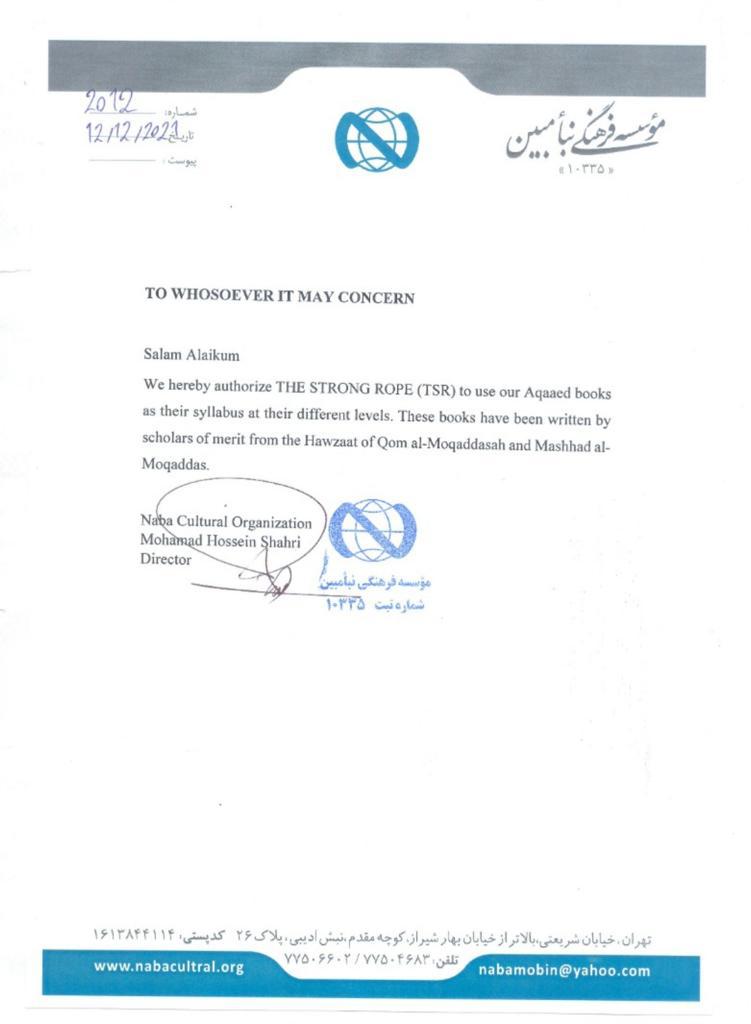 شماره: 2012
تاریخ: 12/12/2021
پیوست:
مؤسسه فرهنگی نبأ مبین
« ۱۰۳۳۵ »
TO WHOSOEVER IT MAY CONCERN
Salam Alaikum
We hereby authorize THE STRONG ROPE (TSR) to use our Aqaaed books
as their syllabus at their different levels. These books have been written by
scholars of merit from the Hawzaat of Qom al-Moqaddasah and Mashhad al-
Moqaddas.
Naba Cultural Organization
Mohamad Hossein Shahri
Director
مؤسسه فرهنگی نبأمبین
شماره ثبت ۱۰۳۳۵
تهران، خیابان شریعتی، بالاتر از خیابان بهار شیراز، کوچه مقدم، نبش ادیبی، پلاک ۲۶ کدپستی: ۱۶۱۳۸۴۴۱۱۴
تلفن: ۷۷۵۰۴۶۸۳ / ۷۷۵۰۶۶۰۲
www.nabacultral.org
nabamobin@yahoo.com